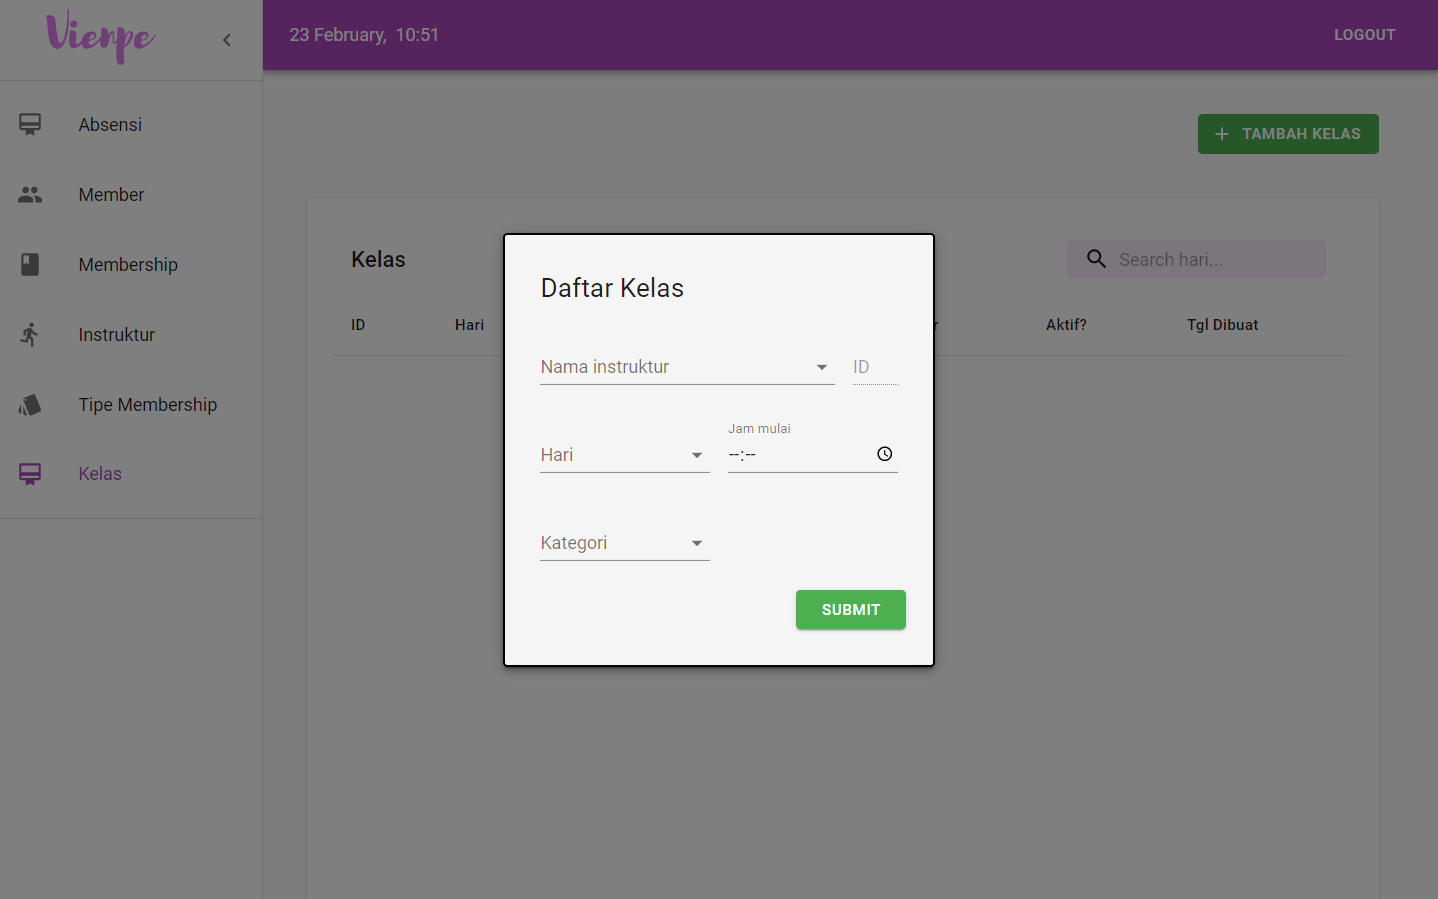 Vienpe
23 February, 10:51
LOGOUT
Absensi
Member
Membership
Instruktur
Tipe Membership
Kelas
TAMBAH KELAS
Kelas
Search hari...
ID Hari Aktif? Tgl Dibuat
Daftar Kelas
Nama instruktur ID
Jam mulai
Hari --:--
Kategori
SUBMIT